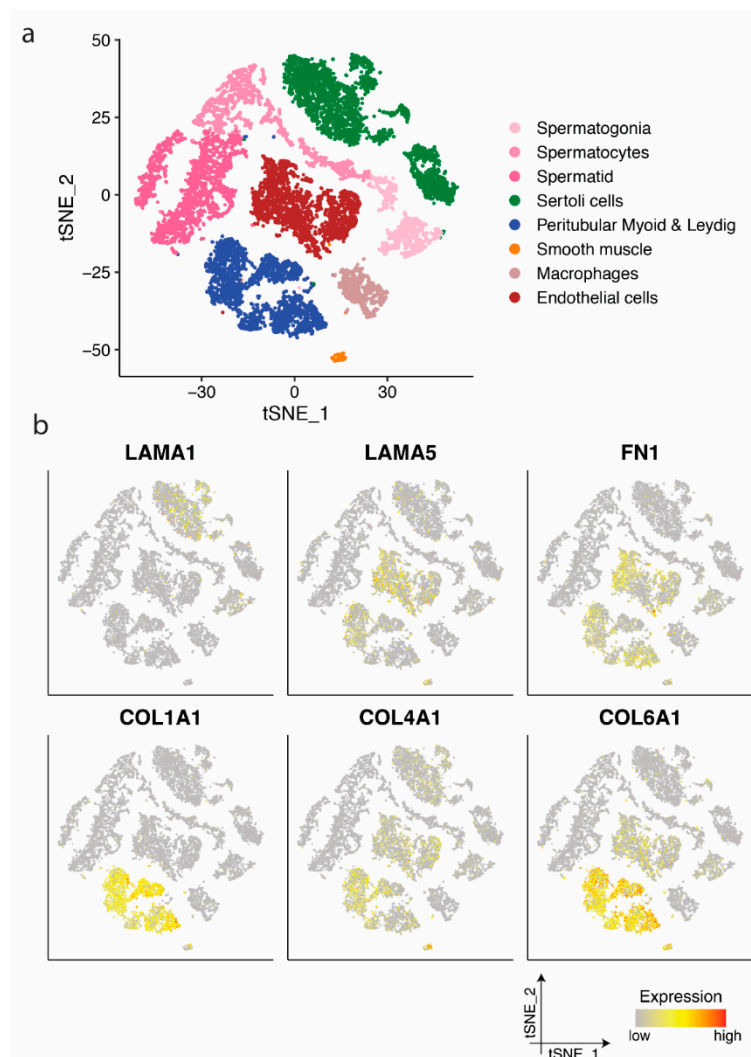 a
50
25
0
−25
−50
tSNE_2
−30
0
30
tSNE_1
Spermatogonia
Spermatocytes
Spermatid
Sertoli cells
Peritubular Myoid & Leydig
Smooth muscle
Macrophages
Endothelial cells
b
LAMA1
LAMA5
FN1
COL1A1
COL4A1
COL6A1
tSNE_2
tSNE_1
Expression
low
high